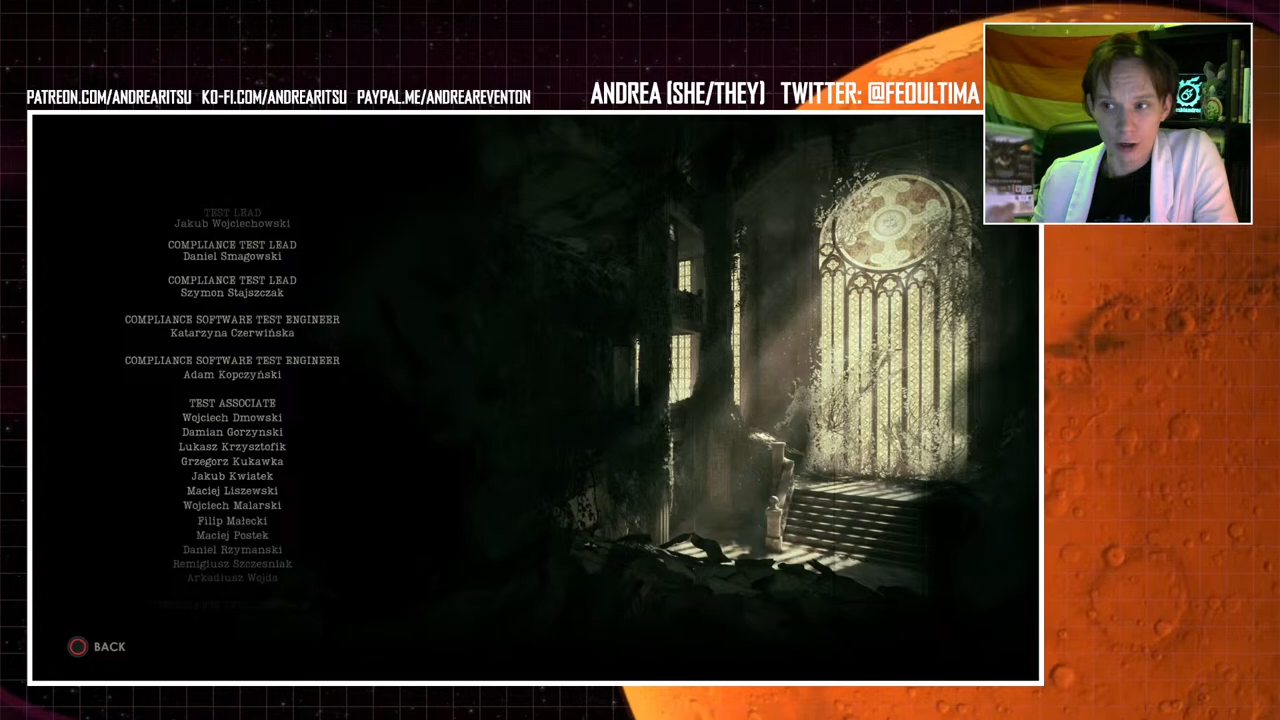 PATREON.COM/ANDREARITSU KO-FI.COM/ANDREARITSU PAYPAL.ME/ANDREAREVENTON
ANDREA (SHE/THEY) TWITTER: @FEOULTIMA
TEST LEAD
Jakub Wojciechowski
COMPLIANCE TEST LEAD
Daniel Smagowski
COMPLIANCE TEST LEAD
Szymon Stajszczak
COMPLIANCE SOFTWARE TEST ENGINEER
Katarzyna Czerwińska
COMPLIANCE SOFTWARE TEST ENGINEER
Adam Kopczyński
TEST ASSOCIATE
Wojciech Dmowski
Damian Gorzynski
Lukasz Krzysztofik
Grzegorz Kukawka
Jakub Kwiatek
Maciej Liszewski
Wojciech Malarski
Filip Małecki
Maciej Postek
Daniel Rzymanski
Remigiusz Szczesniak
Arkadiusz Wojda
BACK